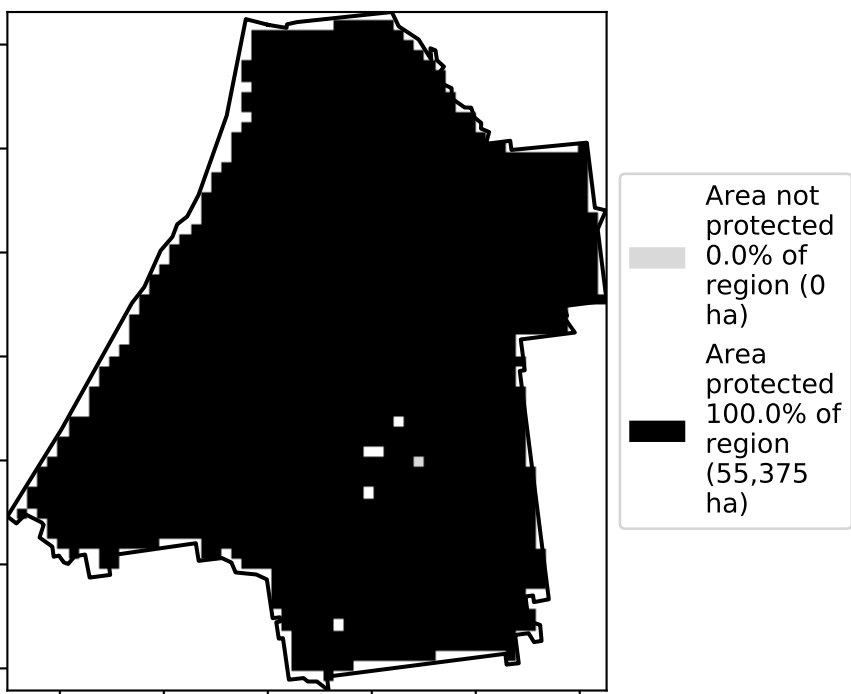 Area not
protected
0.0% of
region (0
ha)
Area
protected
100.0% of
region
(55,375
ha)